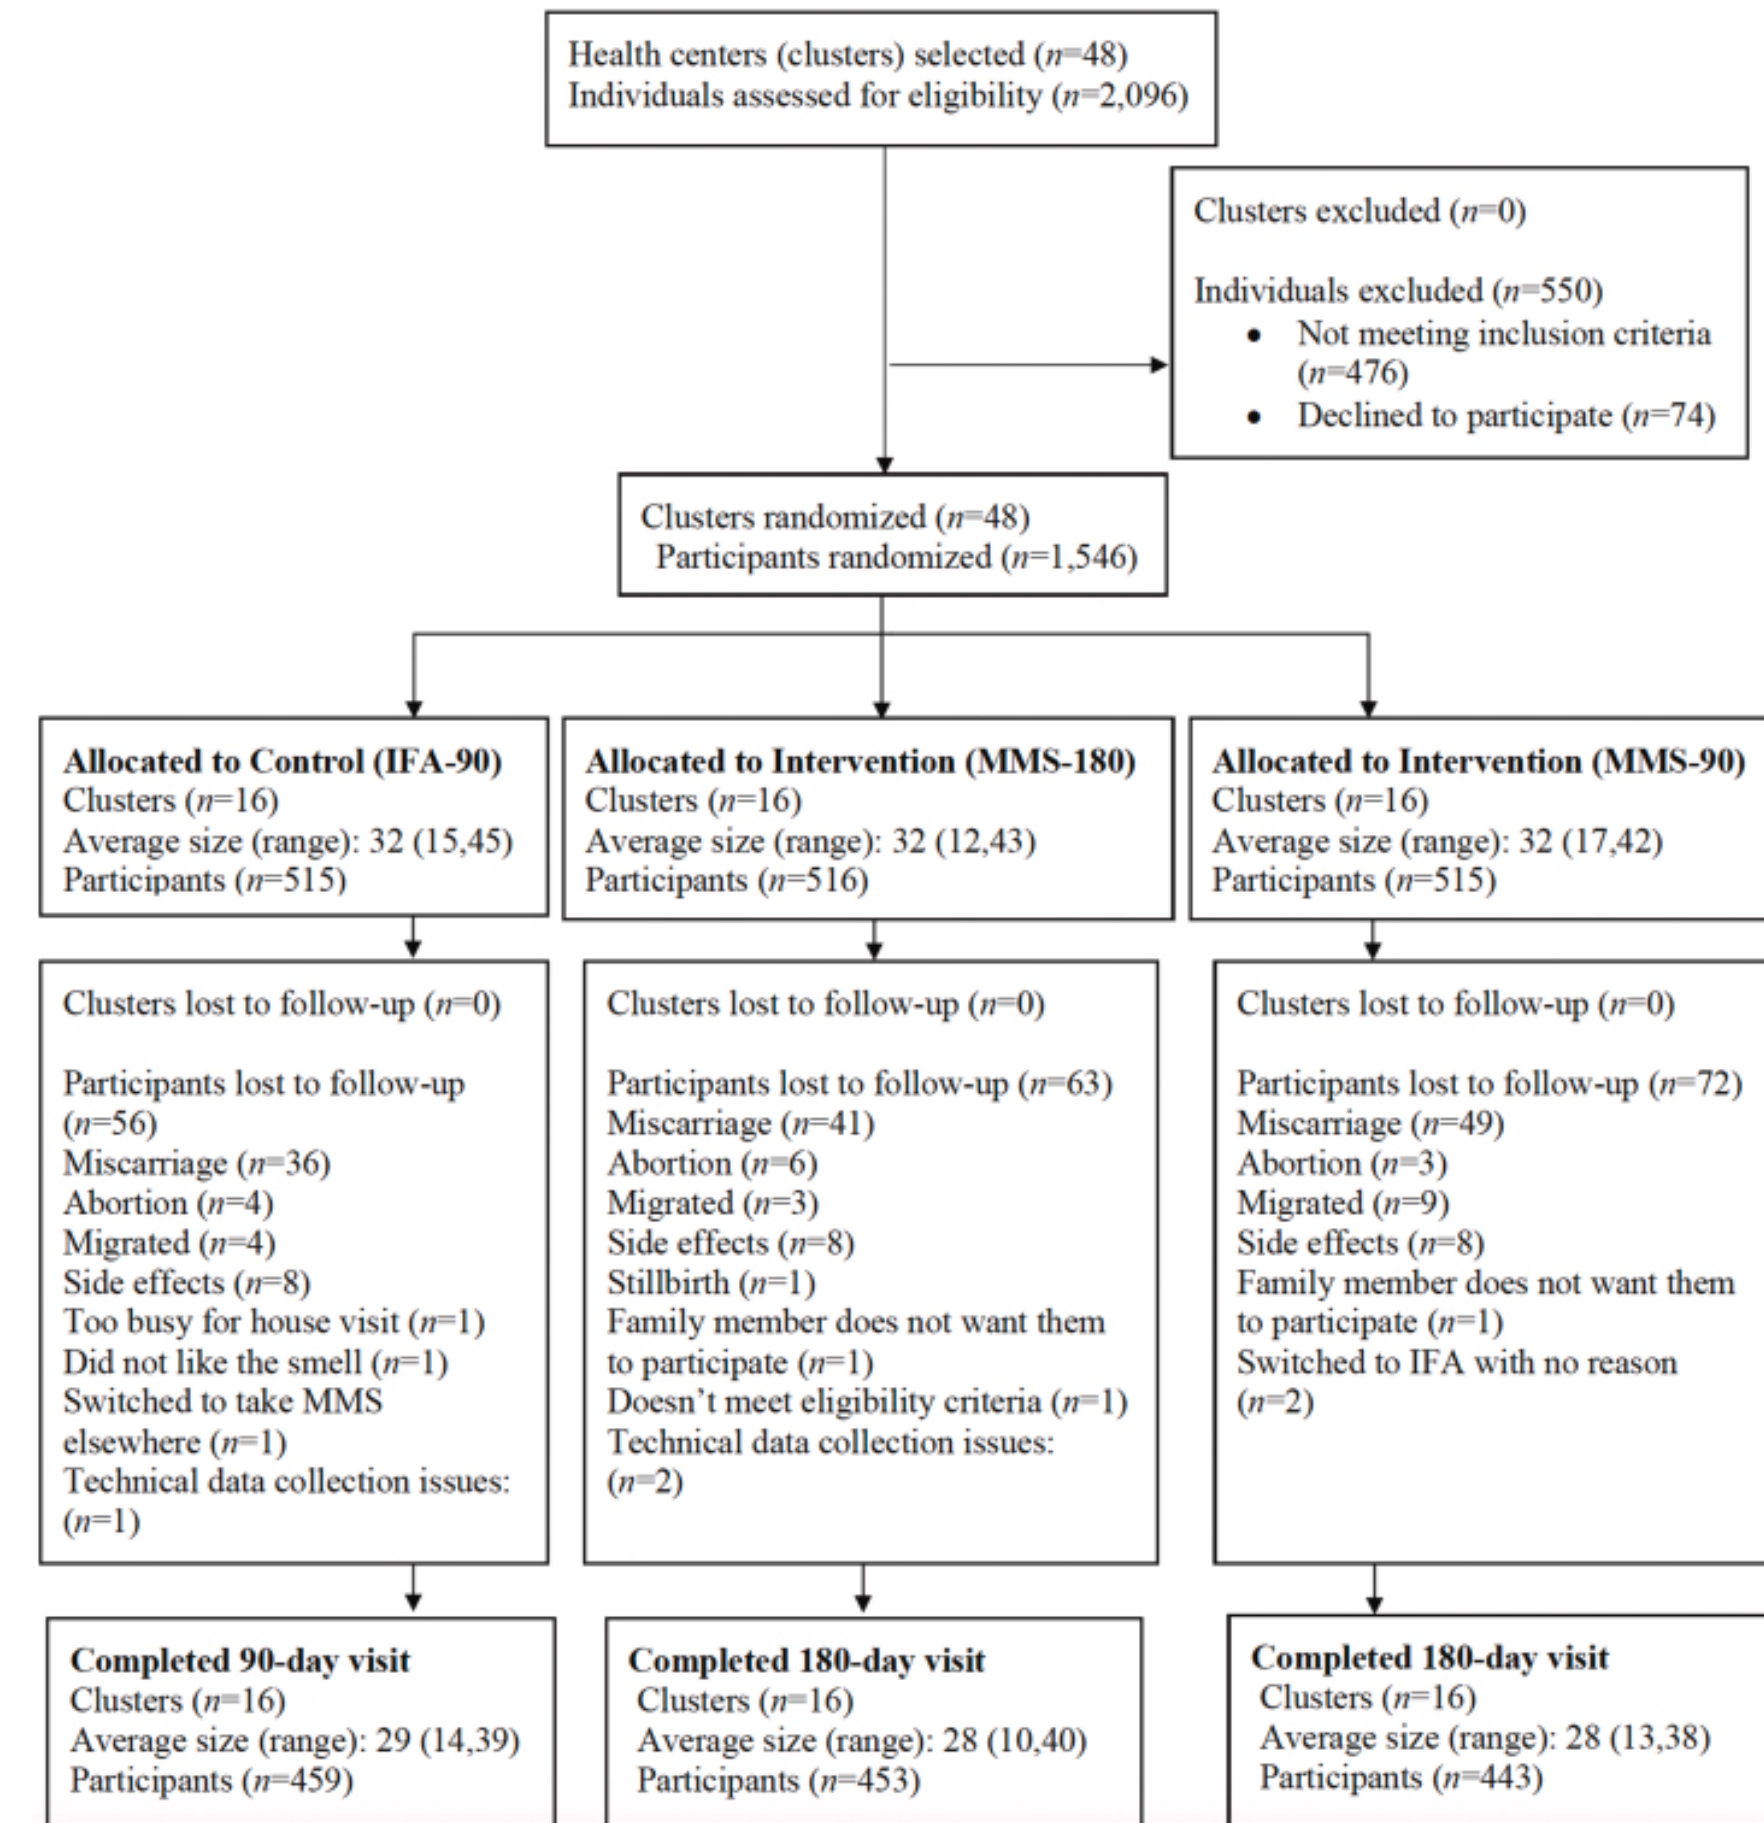 Health centers (clusters) selected (n=48)
Individuals assessed for eligibility (n=2,096)
Clusters excluded (n=0)
Individuals excluded (n=550)
• Not meeting inclusion criteria
(n=476)
• Declined to participate (n=74)
Clusters randomized (n=48)
Participants randomized (n=1,546)
Allocated to Control (IFA-90)
Clusters (n=16)
Average size (range): 32 (15,45)
Participants (n=515)
Allocated to Intervention (MMS-180)
Clusters (n=16)
Average size (range): 32 (12,43)
Participants (n=516)
Allocated to Intervention (MMS-90)
Clusters (n=16)
Average size (range): 32 (17,42)
Participants (n=515)
Clusters lost to follow-up (n=0)
Participants lost to follow-up
(n=56)
Miscarriage (n=36)
Abortion (n=4)
Migrated (n=4)
Side effects (n=8)
Too busy for house visit (n=1)
Did not like the smell (n=1)
Switched to take MMS
elsewhere (n=1)
Technical data collection issues:
(n=1)
Clusters lost to follow-up (n=0)
Participants lost to follow-up (n=63)
Miscarriage (n=41)
Abortion (n=6)
Migrated (n=3)
Side effects (n=8)
Stillbirth (n=1)
Family member does not want them
to participate (n=1)
Doesn’t meet eligibility criteria (n=1)
Technical data collection issues:
(n=2)
Clusters lost to follow-up (n=0)
Participants lost to follow-up (n=72)
Miscarriage (n=49)
Abortion (n=3)
Migrated (n=9)
Side effects (n=8)
Family member does not want them
to participate (n=1)
Switched to IFA with no reason
(n=2)
Completed 90-day visit
Clusters (n=16)
Average size (range): 29 (14,39)
Participants (n=459)
Completed 180-day visit
Clusters (n=16)
Average size (range): 28 (10,40)
Participants (n=453)
Completed 180-day visit
Clusters (n=16)
Average size (range): 28 (13,38)
Participants (n=443)